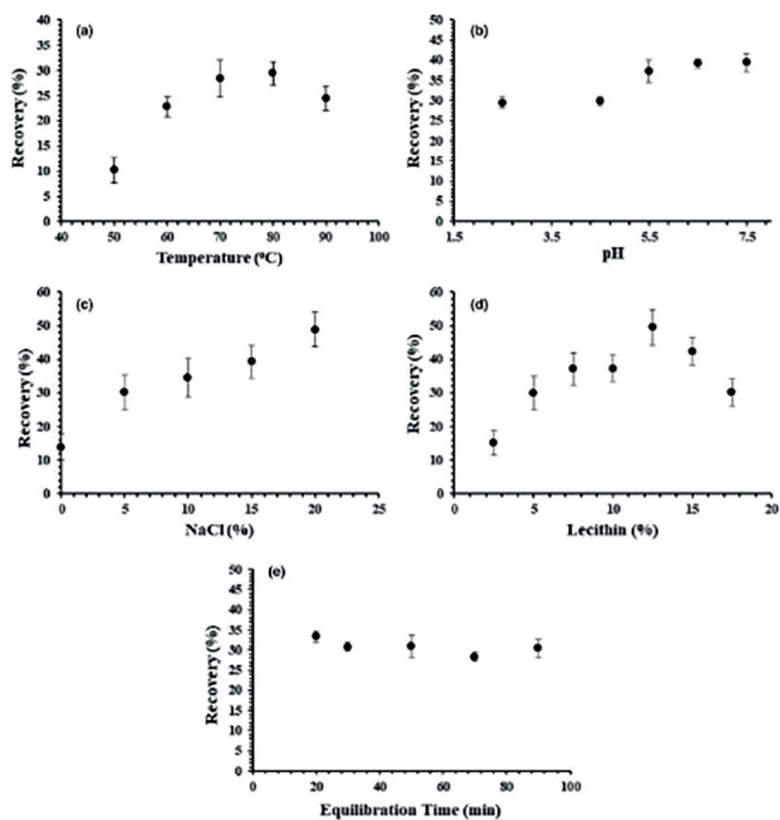 (a)
Recovery (%)
40
35
30
25
20
15
10
5
0
40 50 60 70 80 90 100
Temperature (⁰C)
(b)
Recovery (%)
50
45
40
35
30
25
20
15
10
5
0
1.5 3.5 5.5 7.5
pH
(c)
Recovery (%)
60
50
40
30
20
10
0
0 5 10 15 20 25
NaCl (%)
(d)
Recovery (%)
60
50
40
30
20
10
0
0 5 10 15 20
Lecithin (%)
(e)
Recovery (%)
50
45
40
35
30
25
20
15
10
5
0
0 20 40 60 80 100
Equilibration Time (min)